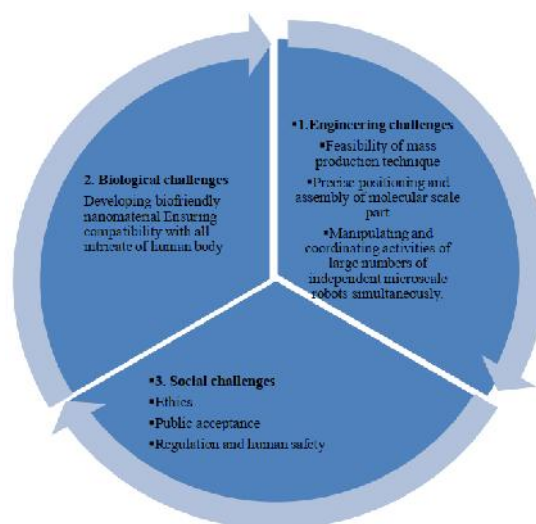 ▪1.Engineering challenges
▪Feasibility of mass
production technique
▪Precise positioning and
assembly of molecular scale
part
▪Manipulating and
coordinating activities of
large numbers of
independent microscale
robots simultaneously.
2. Biological challenges
Developing biofriendly
nanomaterial Ensuring
compatibility with all
intricate of human body
▪3. Social challenges
▪Ethics
▪Public acceptance
▪Regulation and human safety